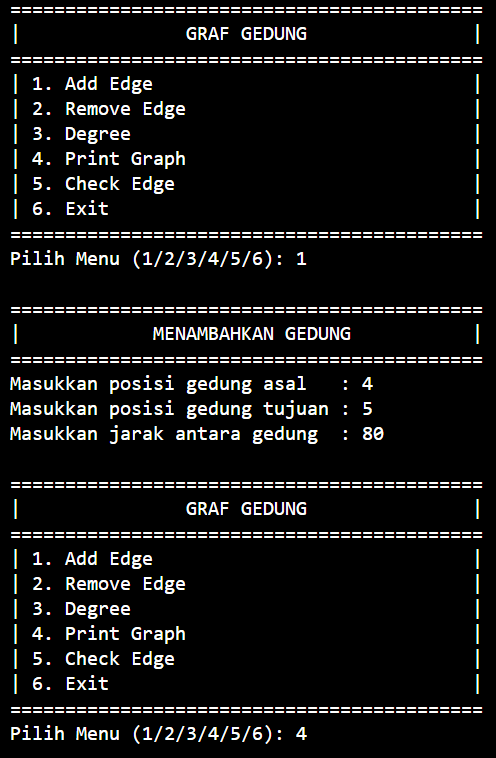 ===========================================
|               GRAF GEDUNG               |
===========================================
| 1. Add Edge                             |
| 2. Remove Edge                          |
| 3. Degree                               |
| 4. Print Graph                          |
| 5. Check Edge                           |
| 6. Exit                                 |
===========================================
Pilih Menu (1/2/3/4/5/6): 1

===========================================
|            MENAMBAHKAN GEDUNG           |
===========================================
Masukkan posisi gedung asal   : 4
Masukkan posisi gedung tujuan : 5
Masukkan jarak antara gedung  : 80

===========================================
|               GRAF GEDUNG               |
===========================================
| 1. Add Edge                             |
| 2. Remove Edge                          |
| 3. Degree                               |
| 4. Print Graph                          |
| 5. Check Edge                           |
| 6. Exit                                 |
===========================================
Pilih Menu (1/2/3/4/5/6): 4